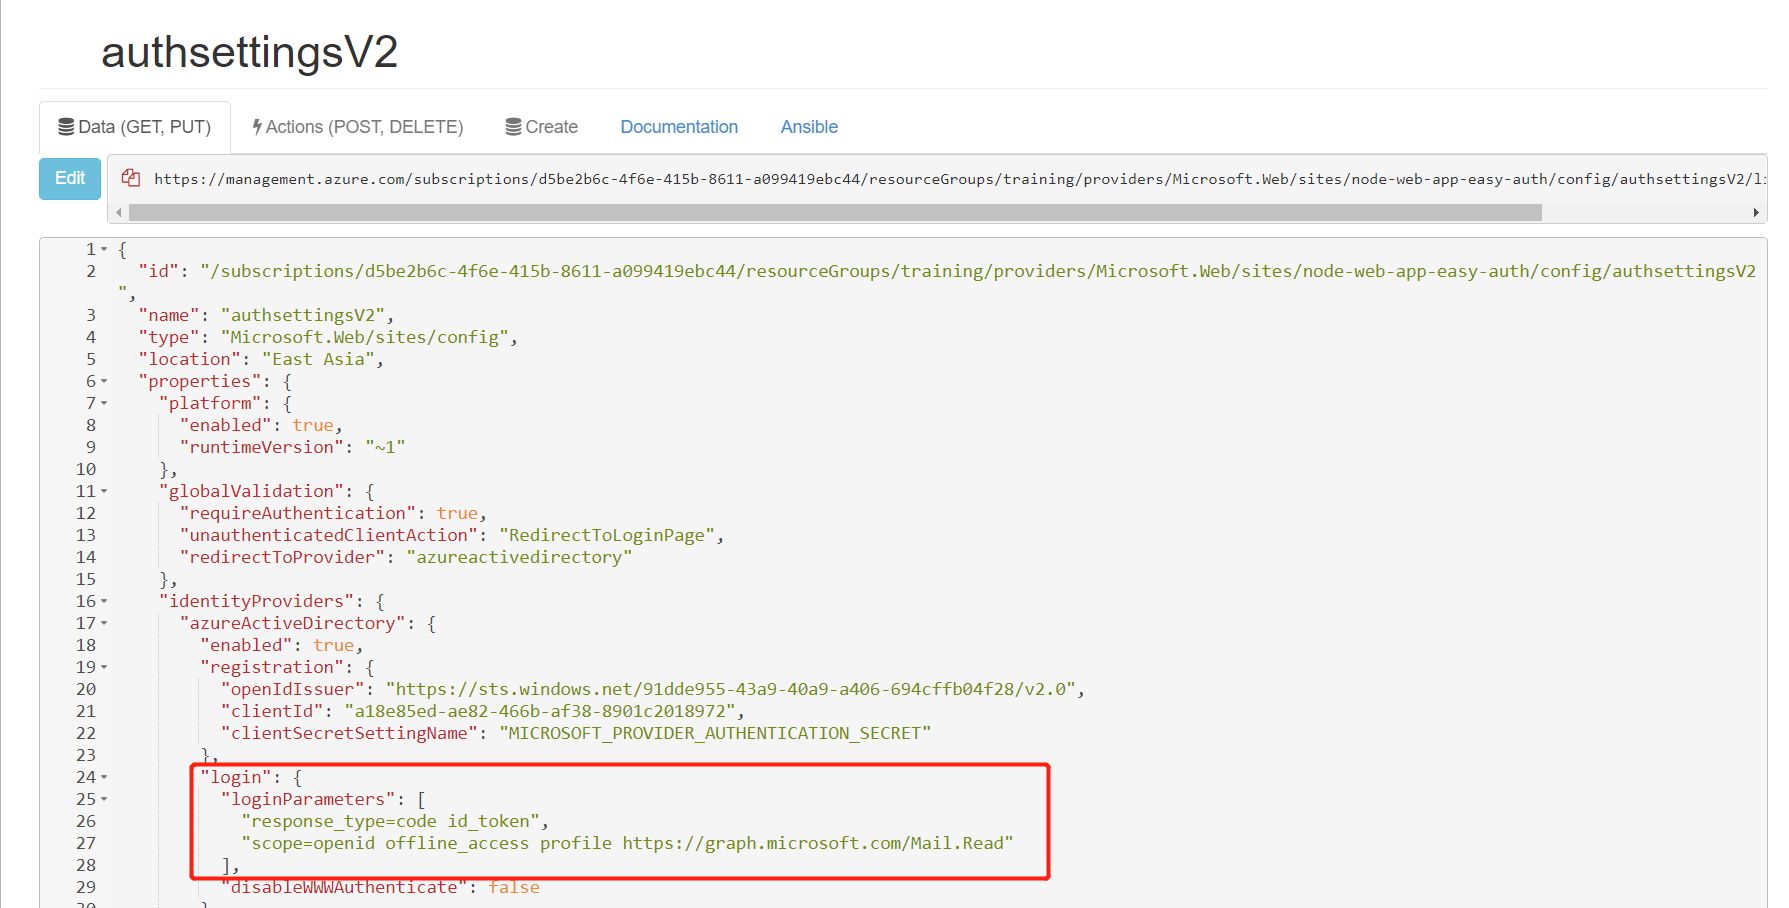 authsettingsV2
Data (GET, PUT) Actions (POST, DELETE) Create Documentation Ansible
Edit https://management.azure.com/subscriptions/d5be2b6c-4f6e-415b-8611-a099419ebc44/resourceGroups/training/providers/Microsoft.Web/sites/node-web-app-easy-auth/config/authsettingsV2/li
1 {
2 "id": "/subscriptions/d5be2b6c-4f6e-415b-8611-a099419ebc44/resourceGroups/training/providers/Microsoft.Web/sites/node-web-app-easy-auth/config/authsettingsV2
",
3 "name": "authsettingsV2",
4 "type": "Microsoft.Web/sites/config",
5 "location": "East Asia",
6 "properties": {
7 "platform": {
8 "enabled": true,
9 "runtimeVersion": "~1"
10 },
11 "globalValidation": {
12 "requireAuthentication": true,
13 "unauthenticatedClientAction": "RedirectToLoginPage",
14 "redirectToProvider": "azureactivedirectory"
15 },
16 "identityProviders": {
17 "azureActiveDirectory": {
18 "enabled": true,
19 "registration": {
20 "openIdIssuer": "https://sts.windows.net/91dde955-43a9-40a9-a406-694cffb04f28/v2.0",
21 "clientId": "a18e85ed-ae82-466b-af38-8901c2018972",
22 "clientSecretSettingName": "MICROSOFT_PROVIDER_AUTHENTICATION_SECRET"
23 },
24 "login": {
25 "loginParameters": [
26 "response_type=code id_token",
27 "scope=openid offline_access profile https://graph.microsoft.com/Mail.Read"
28 ],
29 "disableWWWAuthenticate": false
30 }